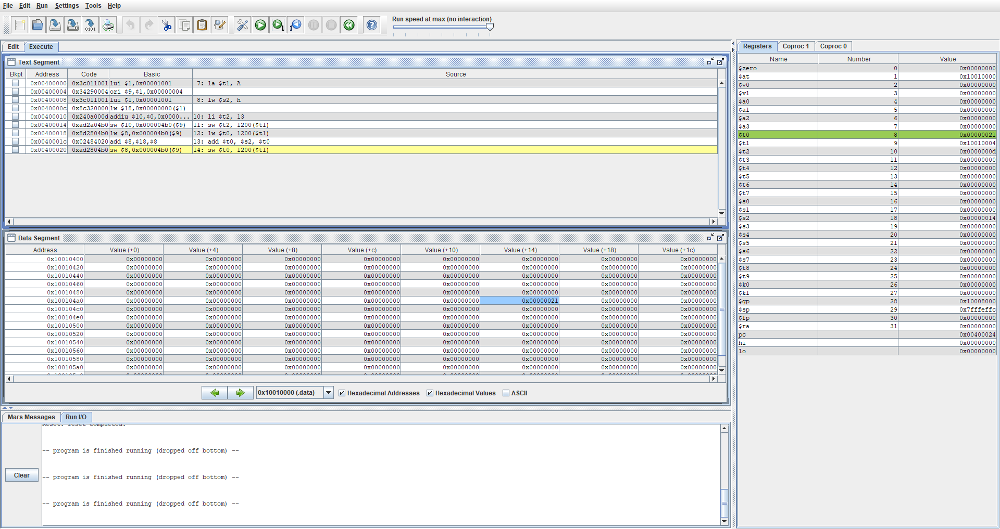 File Edit Run Settings Tools Help
Run speed at max (no interaction)
Edit Execute
Text Segment
Bkpt Address Code Basic Source
0x00400000 0x3c011001 lui $1,0x00001001 7: la $t1, A
0x00400004 0x34290004 ori $9,$1,0x00000004
0x00400008 0x3c011001 lui $1,0x00001001 8: lw $s2, h
0x0040000c 0x8c320000 lw $18,0x00000000($1)
0x00400010 0x240a000d addiu $10,$0,0x0000... 10: li $t2, 13
0x00400014 0xad2a04b0 sw $10,0x000004b0($9) 11: sw $t2, 1200($t1)
0x00400018 0x8d2804b0 lw $8,0x000004b0($9) 12: lw $t0, 1200($t1)
0x0040001c 0x02484020 add $8,$18,$8 13: add $t0, $s2, $t0
0x00400020 0xad2804b0 sw $8,0x000004b0($9) 14: sw $t0, 1200($t1)
Data Segment
Address Value (+0) Value (+4) Value (+8) Value (+c) Value (+10) Value (+14) Value (+18) Value (+1c)
0x10010400 0x00000000 0x00000000 0x00000000 0x00000000 0x00000000 0x00000000 0x00000000 0x00000000
0x10010420 0x00000000 0x00000000 0x00000000 0x00000000 0x00000000 0x00000000 0x00000000 0x00000000
0x10010440 0x00000000 0x00000000 0x00000000 0x00000000 0x00000000 0x00000000 0x00000000 0x00000000
0x10010460 0x00000000 0x00000000 0x00000000 0x00000000 0x00000000 0x00000000 0x00000000 0x00000000
0x10010480 0x00000000 0x00000000 0x00000000 0x00000000 0x00000000 0x00000000 0x00000000 0x00000000
0x100104a0 0x00000000 0x00000000 0x00000000 0x00000000 0x00000000 0x00000021 0x00000000 0x00000000
0x100104c0 0x00000000 0x00000000 0x00000000 0x00000000 0x00000000 0x00000000 0x00000000 0x00000000
0x100104e0 0x00000000 0x00000000 0x00000000 0x00000000 0x00000000 0x00000000 0x00000000 0x00000000
0x10010500 0x00000000 0x00000000 0x00000000 0x00000000 0x00000000 0x00000000 0x00000000 0x00000000
0x10010520 0x00000000 0x00000000 0x00000000 0x00000000 0x00000000 0x00000000 0x00000000 0x00000000
0x10010540 0x00000000 0x00000000 0x00000000 0x00000000 0x00000000 0x00000000 0x00000000 0x00000000
0x10010560 0x00000000 0x00000000 0x00000000 0x00000000 0x00000000 0x00000000 0x00000000 0x00000000
0x10010580 0x00000000 0x00000000 0x00000000 0x00000000 0x00000000 0x00000000 0x00000000 0x00000000
0x100105a0 0x00000000 0x00000000 0x00000000 0x00000000 0x00000000 0x00000000 0x00000000 0x00000000
0x10010000 (.data) Hexadecimal Addresses Hexadecimal Values ASCII
Mars Messages Run I/O
Reset: reset completed.
-- program is finished running (dropped off bottom) --
-- program is finished running (dropped off bottom) --
-- program is finished running (dropped off bottom) --
Clear
Registers Coproc 1 Coproc 0
Name Number Value
$zero 0 0x00000000
$at 1 0x10010000
$v0 2 0x00000000
$v1 3 0x00000000
$a0 4 0x00000000
$a1 5 0x00000000
$a2 6 0x00000000
$a3 7 0x00000000
$t0 8 0x00000021
$t1 9 0x10010004
$t2 10 0x0000000d
$t3 11 0x00000000
$t4 12 0x00000000
$t5 13 0x00000000
$t6 14 0x00000000
$t7 15 0x00000000
$s0 16 0x00000000
$s1 17 0x00000000
$s2 18 0x00000014
$s3 19 0x00000000
$s4 20 0x00000000
$s5 21 0x00000000
$s6 22 0x00000000
$s7 23 0x00000000
$t8 24 0x00000000
$t9 25 0x00000000
$k0 26 0x00000000
$k1 27 0x00000000
$gp 28 0x10008000
$sp 29 0x7fffeffc
$fp 30 0x00000000
$ra 31 0x00000000
pc 0x00400024
hi 0x00000000
lo 0x00000000